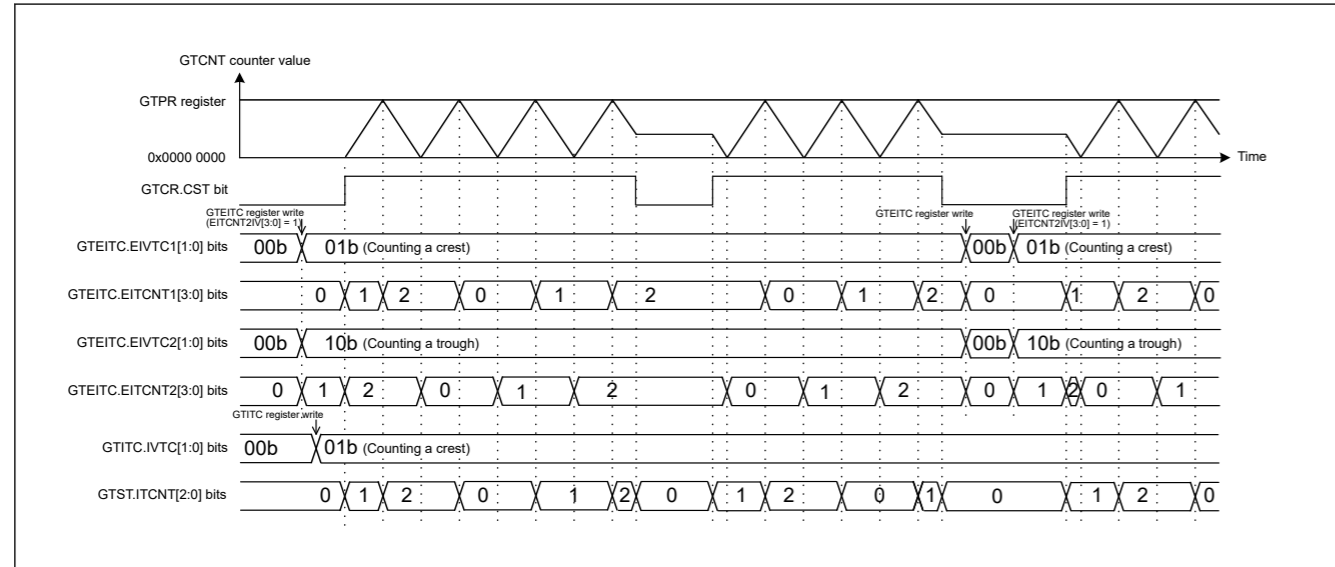 GTCNT counter value
GTPR register
0x0000 0000
Time
GTCR.CST bit
GTEITC register write
(EITCNT2IV[3:0] = 1)
GTEITC register write
GTEITC register write
(EITCNT2IV[3:0] = 1)
GTEITC.EIVTC1[1:0] bits 00b 01b (Counting a crest) 00b 01b (Counting a crest)
GTEITC.EITCNT1[3:0] bits 0 1 2 0 1 2 0 1 2 0 1 2 0
GTEITC.EIVTC2[1:0] bits 00b 10b (Counting a trough) 00b 10b (Counting a trough)
GTEITC.EITCNT2[3:0] bits 0 1 2 0 1 2 0 1 2 0 1 2 0 1
GTITC register write
GTITC.IVTC[1:0] bits 00b 01b (Counting a crest)
GTST.ITCNT[2:0] bits 0 1 2 0 1 2 0 1 2 0 1 0 1 2 0